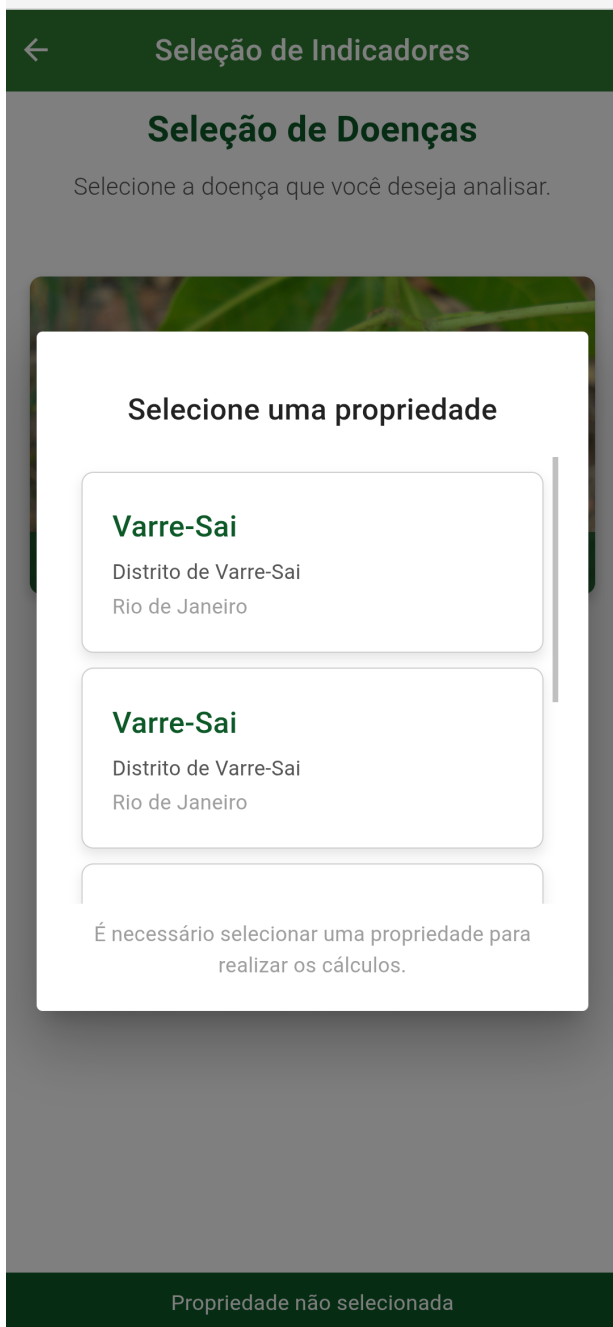 Seleção de Indicadores
Seleção de Doenças
Selecione a doença que você deseja analisar.
Selecione uma propriedade
Varre-Sai
Distrito de Varre-Sai
Rio de Janeiro
Varre-Sai
Distrito de Varre-Sai
Rio de Janeiro
É necessário selecionar uma propriedade para
realizar os cálculos.
Propriedade não selecionada